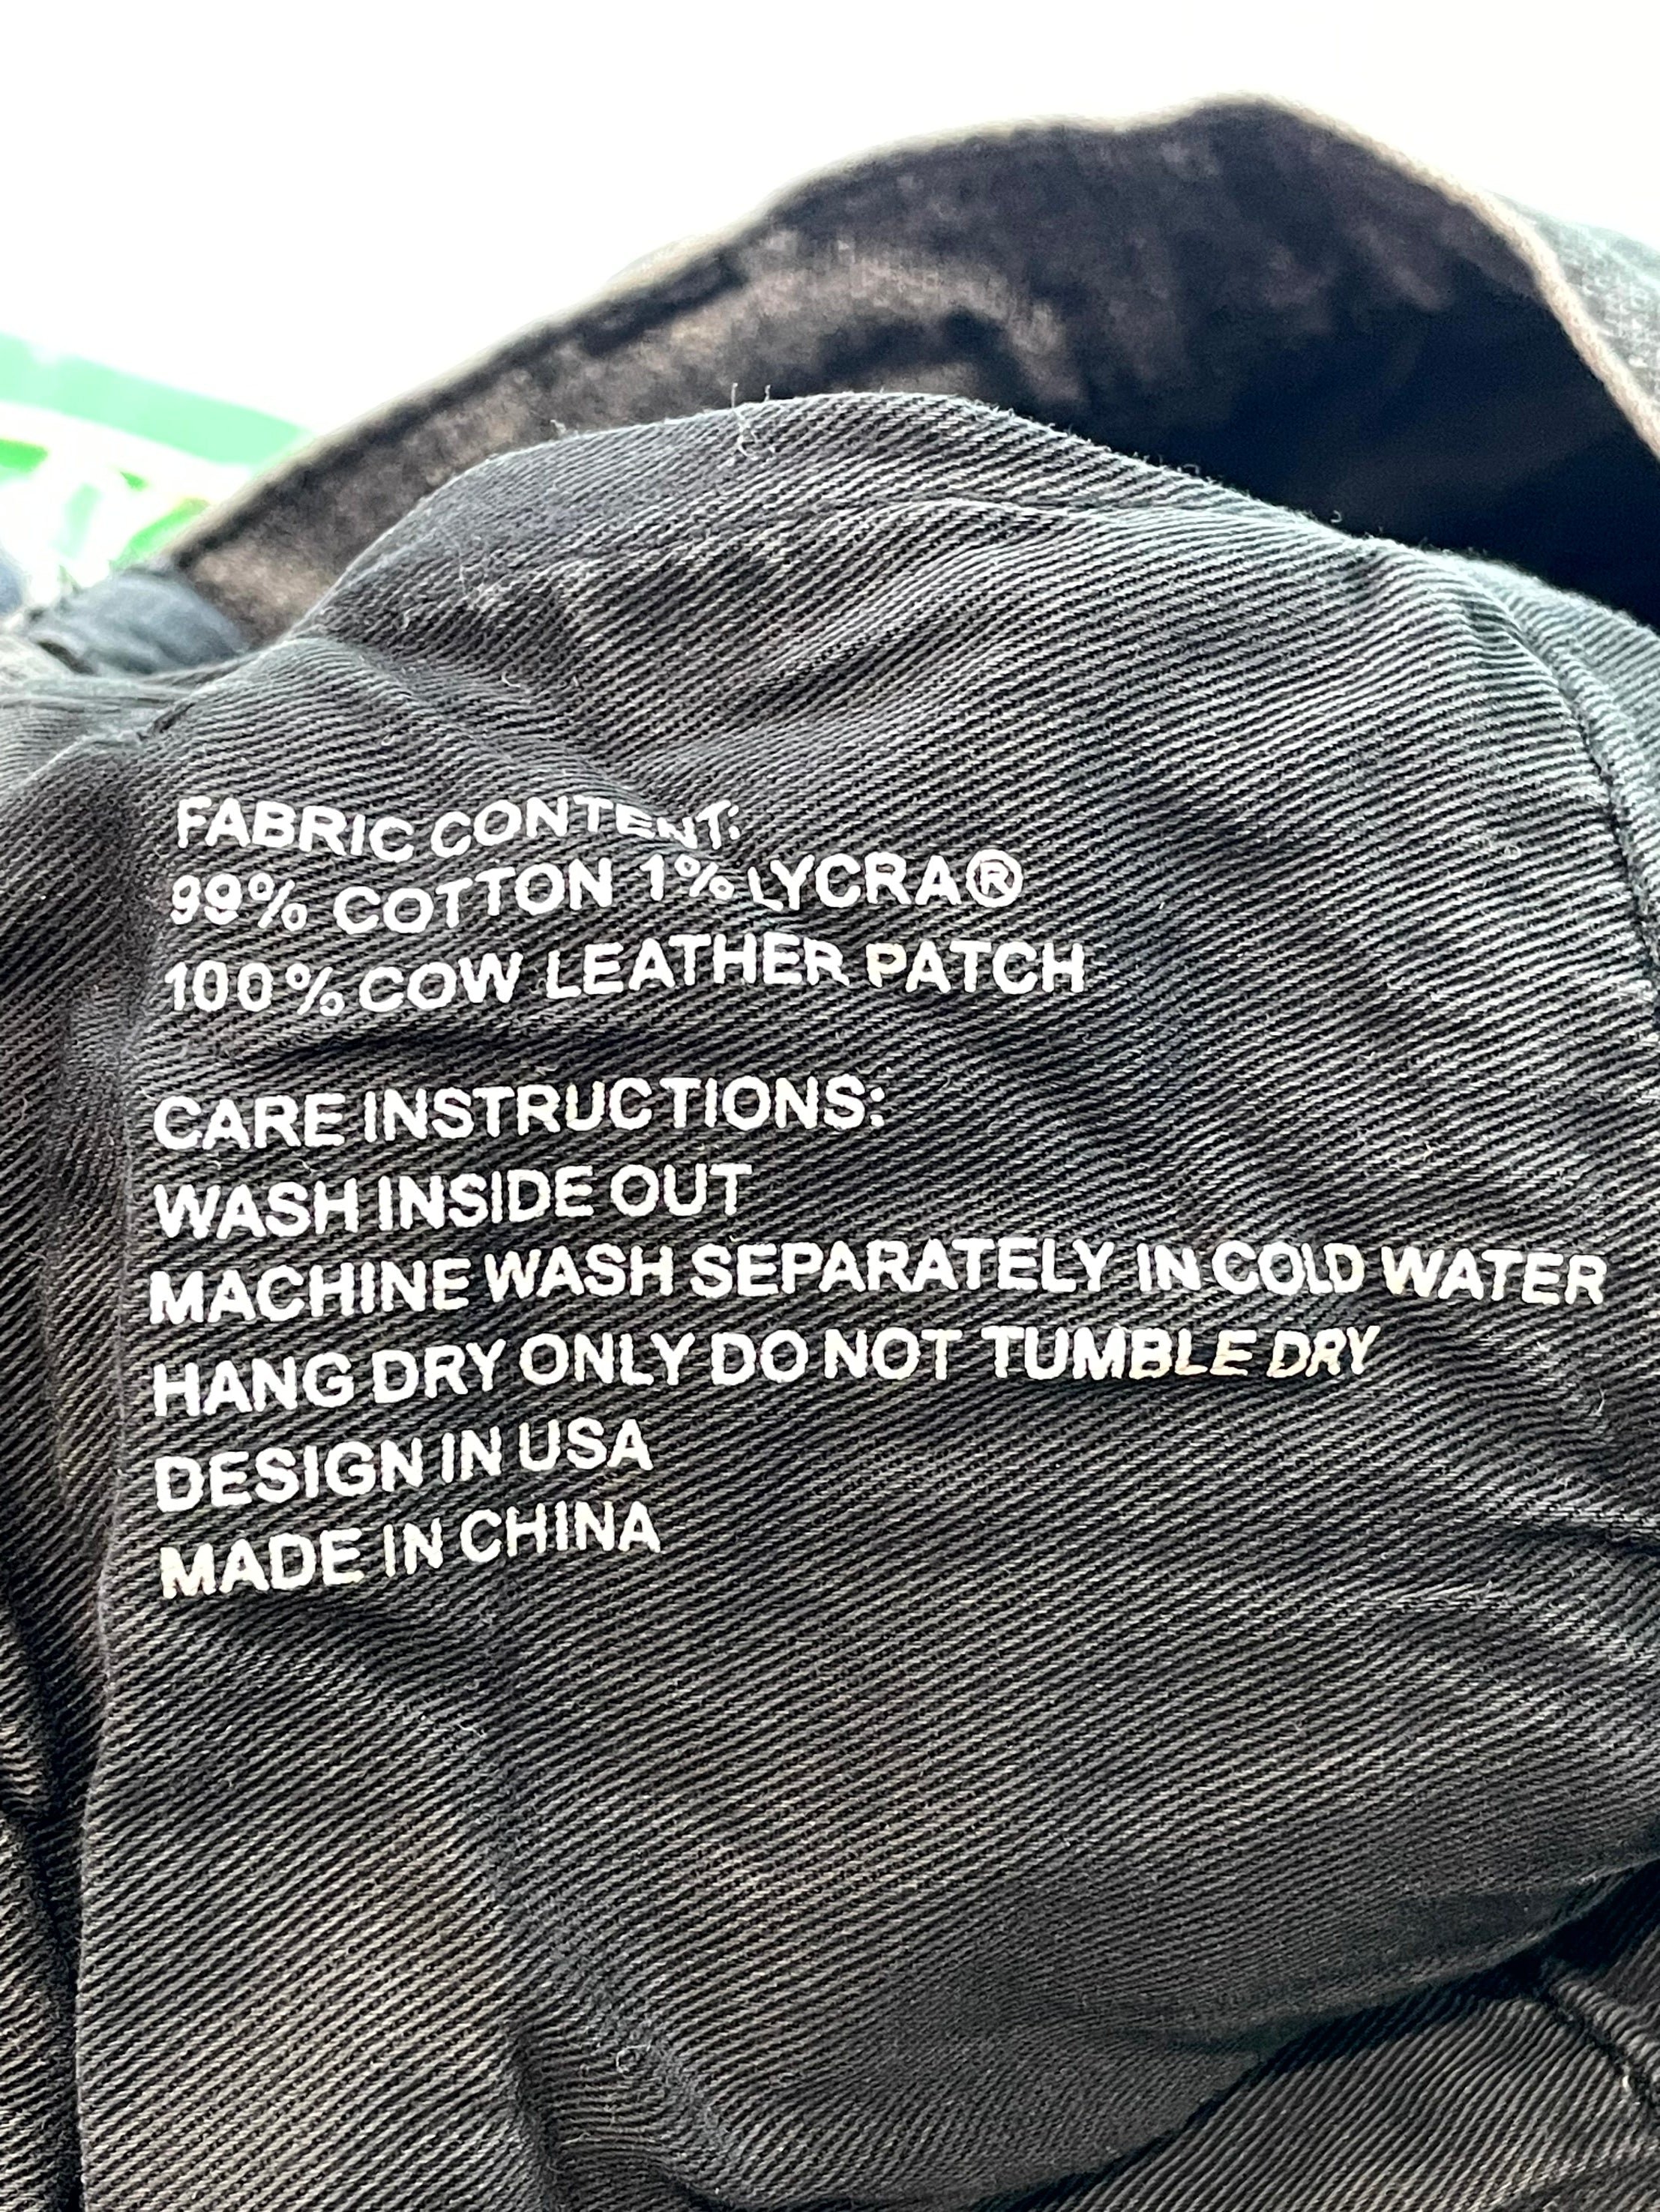 FABRIC CONTENT:
99% COTTON 1% LYCRA®
100% COW LEATHER PATCH
CARE INSTRUCTIONS:
WASH INSIDE OUT
MACHINE WASH SEPARATELY IN COLD WATER
HANG DRY ONLY DO NOT TUMBLE DRY
DESIGN IN USA
MADE IN CHINA